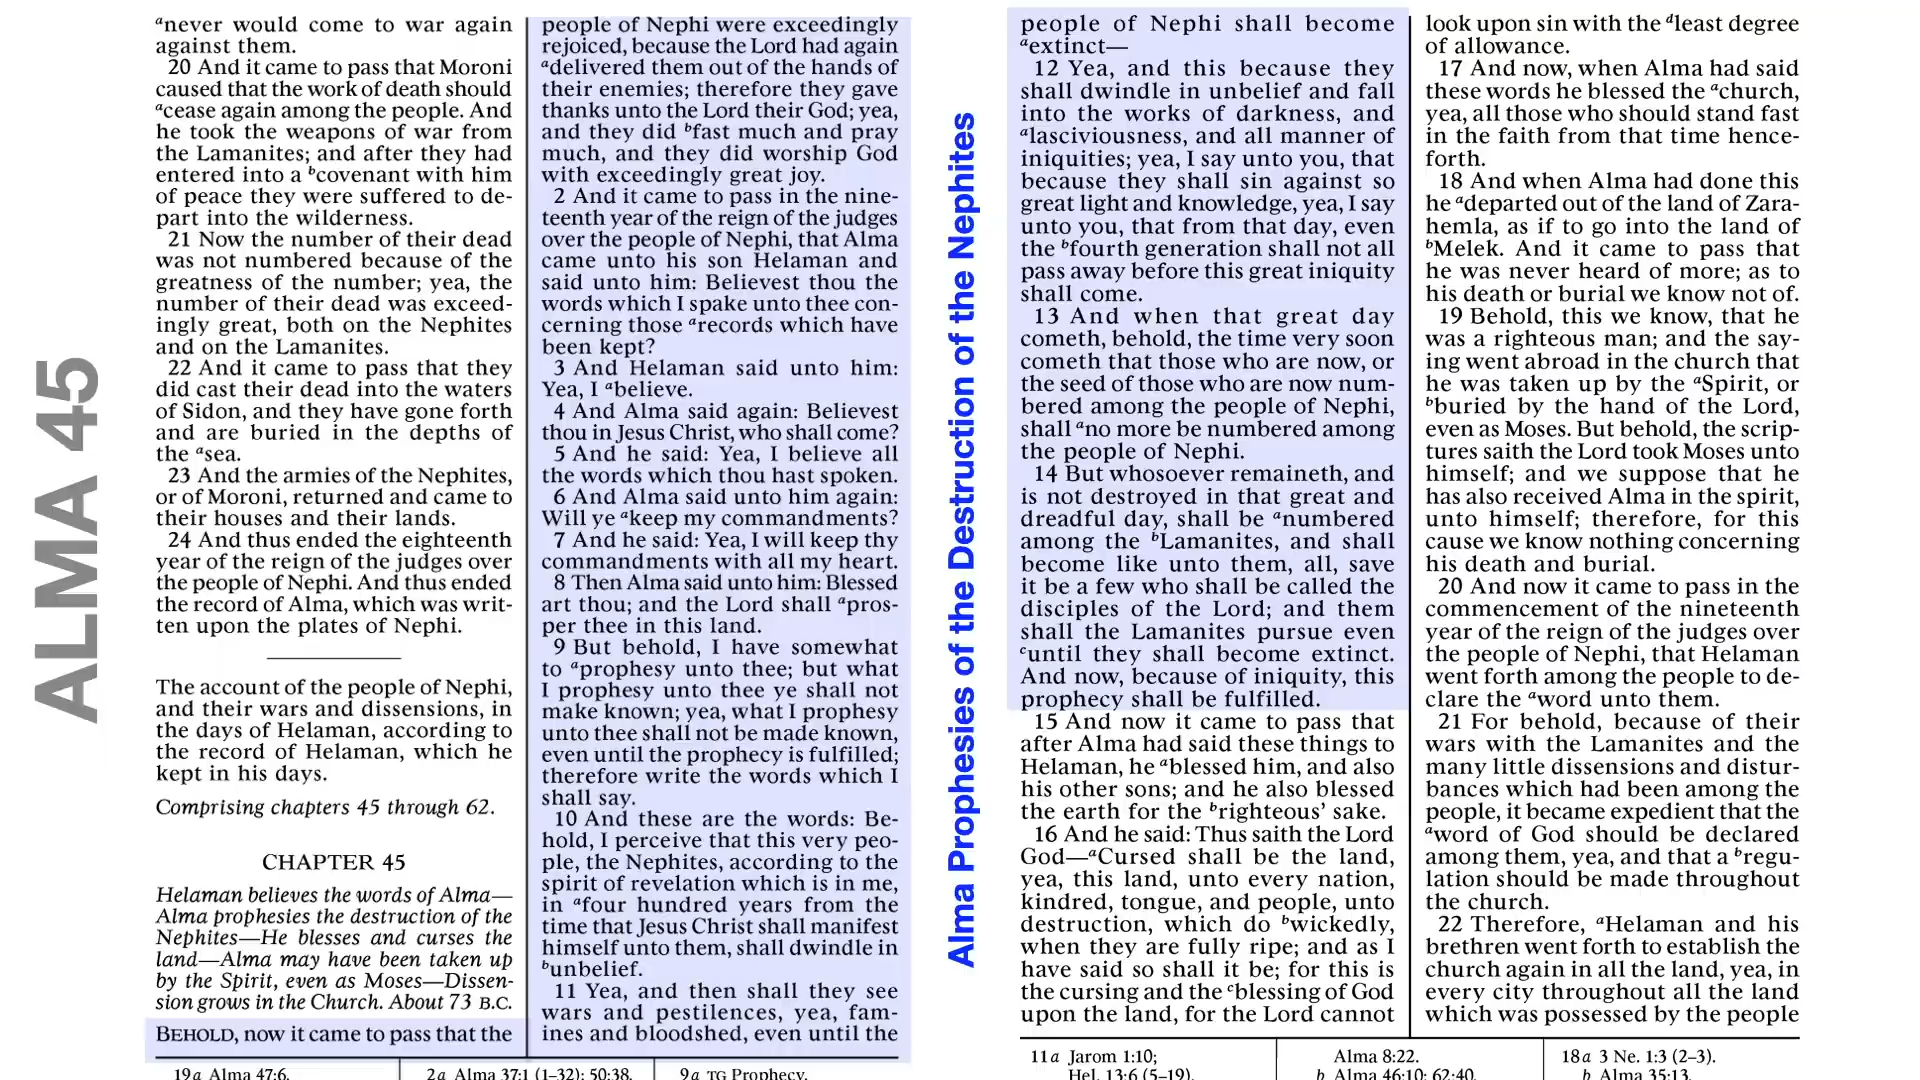 ALMA 45
ᵃnever would come to war again
against them.
20 And it came to pass that Moroni
caused that the work of death should
ᵃcease again among the people. And
he took the weapons of war from
the Lamanites; and after they had
entered into a ᵇcovenant with him
of peace they were suffered to de-
part into the wilderness.
21 Now the number of their dead
was not numbered because of the
greatness of the number; yea, the
number of their dead was exceed-
ingly great, both on the Nephites
and on the Lamanites.
22 And it came to pass that they
did cast their dead into the waters
of Sidon, and they have gone forth
and are buried in the depths of
the ᵃsea.
23 And the armies of the Nephites,
or of Moroni, returned and came to
their houses and their lands.
24 And thus ended the eighteenth
year of the reign of the judges over
the people of Nephi. And thus ended
the record of Alma, which was writ-
ten upon the plates of Nephi.
The account of the people of Nephi,
and their wars and dissensions, in
the days of Helaman, according to
the record of Helaman, which he
kept in his days.
Comprising chapters 45 through 62.
CHAPTER 45
Helaman believes the words of Alma—
Alma prophesies the destruction of the
Nephites—He blesses and curses the
land—Alma may have been taken up
by the Spirit, even as Moses—Dissen-
sion grows in the Church. About 73 B.C.
BEHOLD, now it came to pass that the
people of Nephi were exceedingly
rejoiced, because the Lord had again
ᵃdelivered them out of the hands of
their enemies; therefore they gave
thanks unto the Lord their God; yea,
and they did ᵇfast much and pray
much, and they did worship God
with exceedingly great joy.
2 And it came to pass in the nine-
teenth year of the reign of the judges
over the people of Nephi, that Alma
came unto his son Helaman and
said unto him: Believest thou the
words which I spake unto thee con-
cerning those ᵃrecords which have
been kept?
3 And Helaman said unto him:
Yea, I ᵃbelieve.
4 And Alma said again: Believest
thou in Jesus Christ, who shall come?
5 And he said: Yea, I believe all
the words which thou hast spoken.
6 And Alma said unto him again:
Will ye ᵃkeep my commandments?
7 And he said: Yea, I will keep thy
commandments with all my heart.
8 Then Alma said unto him: Blessed
art thou; and the Lord shall ᵃpros-
per thee in this land.
9 But behold, I have somewhat
to ᵃprophesy unto thee; but what
I prophesy unto thee ye shall not
make known; yea, what I prophesy
unto thee shall not be made known,
even until the prophecy is fulfilled;
therefore write the words which I
shall say.
10 And these are the words: Be-
hold, I perceive that this very peo-
ple, the Nephites, according to the
spirit of revelation which is in me,
in ᵃfour hundred years from the
time that Jesus Christ shall manifest
himself unto them, shall dwindle in
ᵇunbelief.
11 Yea, and then shall they see
wars and pestilences, yea, fam-
ines and bloodshed, even until the
19a Alma 47:6.
2a Alma 37:1 (1–32); 50:38.
9a TG Prophecy.
Alma Prophesies of the Destruction of the Nephites
people of Nephi shall become
ᵃextinct—
12 Yea, and this because they
shall dwindle in unbelief and fall
into the works of darkness, and
ᵃlasciviousness, and all manner of
iniquities; yea, I say unto you, that
because they shall sin against so
great light and knowledge, yea, I say
unto you, that from that day, even
the ᵇfourth generation shall not all
pass away before this great iniquity
shall come.
13 And when that great day
cometh, behold, the time very soon
cometh that those who are now, or
the seed of those who are now num-
bered among the people of Nephi,
shall ᵃno more be numbered among
the people of Nephi.
14 But whosoever remaineth, and
is not destroyed in that great and
dreadful day, shall be ᵃnumbered
among the ᵇLamanites, and shall
become like unto them, all, save
it be a few who shall be called the
disciples of the Lord; and them
shall the Lamanites pursue even
ᶜuntil they shall become extinct.
And now, because of iniquity, this
prophecy shall be fulfilled.
15 And now it came to pass that
after Alma had said these things to
Helaman, he ᵃblessed him, and also
his other sons; and he also blessed
the earth for the ᵇrighteous’ sake.
16 And he said: Thus saith the Lord
God—ᵃCursed shall be the land,
yea, this land, unto every nation,
kindred, tongue, and people, unto
destruction, which do ᵇwickedly,
when they are fully ripe; and as I
have said so shall it be; for this is
the cursing and the ᶜblessing of God
upon the land, for the Lord cannot
look upon sin with the ᵈleast degree
of allowance.
17 And now, when Alma had said
these words he blessed the ᵃchurch,
yea, all those who should stand fast
in the faith from that time hence-
forth.
18 And when Alma had done this
he ᵃdeparted out of the land of Zara-
hemla, as if to go into the land of
ᵇMelek. And it came to pass that
he was never heard of more; as to
his death or burial we know not of.
19 Behold, this we know, that he
was a righteous man; and the say-
ing went abroad in the church that
he was taken up by the ᵃSpirit, or
ᵇburied by the hand of the Lord,
even as Moses. But behold, the scrip-
tures saith the Lord took Moses unto
himself; and we suppose that he
has also received Alma in the spirit,
unto himself; therefore, for this
cause we know nothing concerning
his death and burial.
20 And now it came to pass in the
commencement of the nineteenth
year of the reign of the judges over
the people of Nephi, that Helaman
went forth among the people to de-
clare the ᵃword unto them.
21 For behold, because of their
wars with the Lamanites and the
many little dissensions and distur-
bances which had been among the
people, it became expedient that the
ᵃword of God should be declared
among them, yea, and that a ᵇregu-
lation should be made throughout
the church.
22 Therefore, ᵃHelaman and his
brethren went forth to establish the
church again in all the land, yea, in
every city throughout all the land
which was possessed by the people
11a Jarom 1:10;
Hel. 13:6 (5–19).
Alma 8:22.
b Alma 46:10; 62:40.
18a 3 Ne. 1:3 (2–3).
b Alma 35:13.